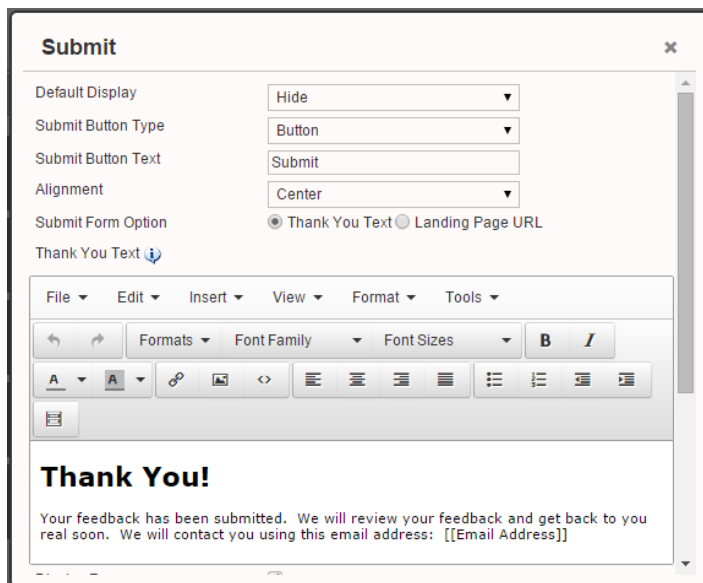 Submit
Default Display Hide
Submit Button Type Button
Submit Button Text Submit
Alignment Center
Submit Form Option Thank You Text Landing Page URL
Thank You Text
File Edit Insert View Format Tools
Formats Font Family Font Sizes B I
A A
Thank You!
Your feedback has been submitted. We will review your feedback and get back to you
real soon. We will contact you using this email address: [[Email Address]]